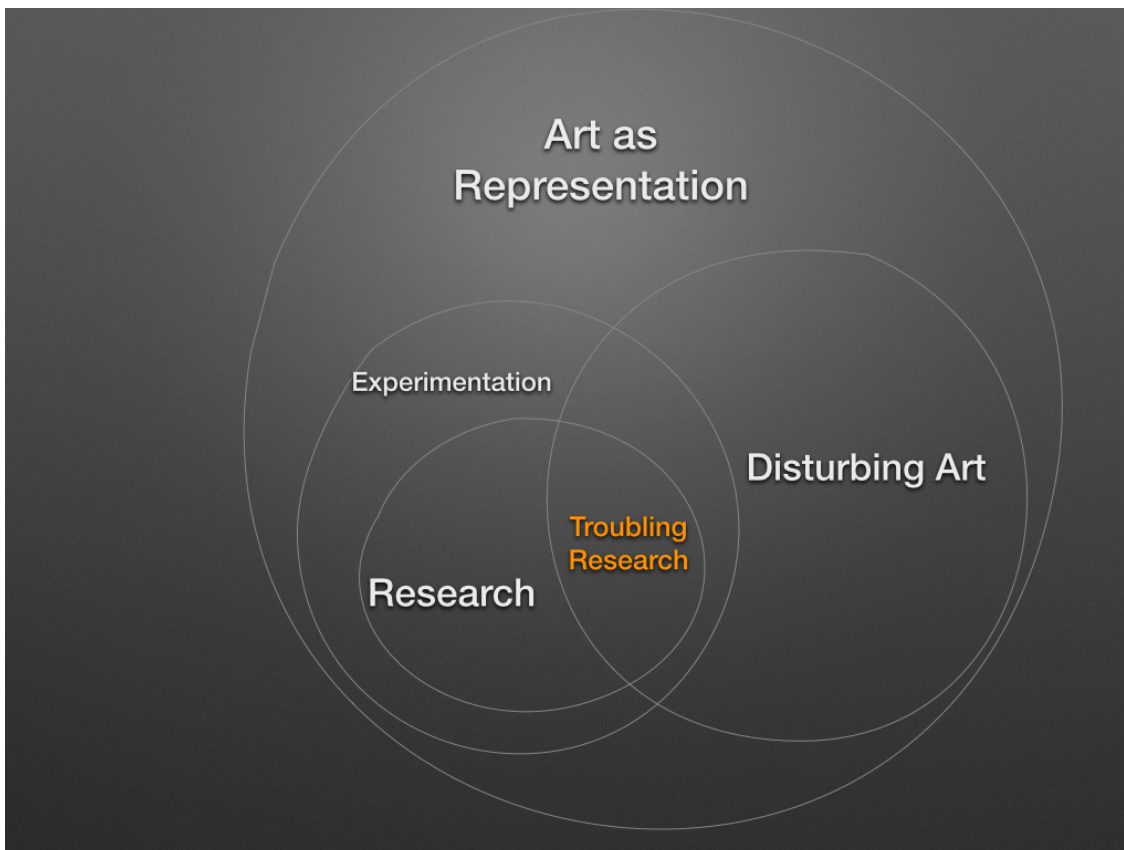 Art as
Representation
Experimentation
Disturbing Art
Troubling
Research
Research